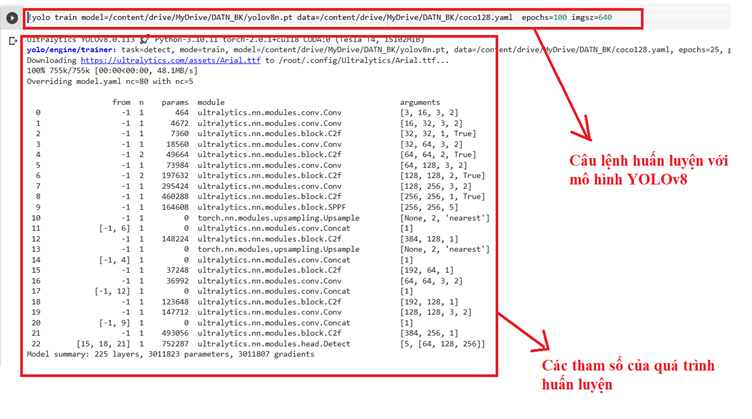 !yolo train model=/content/drive/MyDrive/DATN_BK/yolov8n.pt data=/content/drive/MyDrive/DATN_BK/coco128.yaml epochs=100 imgsz=640
Ultralytics YOLOv8.0.113 🚀 Python-3.10.11 torch-2.0.1+cu118 CUDA:0 (Tesla T4, 15102MiB)
yolo/engine/trainer: task=detect, mode=train, model=/content/drive/MyDrive/DATN_BK/yolov8n.pt, data=/content/drive/MyDrive/DATN_BK/coco128.yaml, epochs=25, p
Downloading https://ultralytics.com/assets/Arial.ttf to /root/.config/Ultralytics/Arial.ttf...
100% 755k/755k [00:00<00:00, 48.1MB/s]
Overriding model.yaml nc=80 with nc=5
from n params module arguments
0 -1 1 464 ultralytics.nn.modules.conv.Conv [3, 16, 3, 2]
1 -1 1 4672 ultralytics.nn.modules.conv.Conv [16, 32, 3, 2]
2 -1 1 7360 ultralytics.nn.modules.block.C2f [32, 32, 1, True]
3 -1 1 18560 ultralytics.nn.modules.conv.Conv [32, 64, 3, 2]
4 -1 2 49664 ultralytics.nn.modules.block.C2f [64, 64, 2, True]
5 -1 1 73984 ultralytics.nn.modules.conv.Conv [64, 128, 3, 2]
6 -1 2 197632 ultralytics.nn.modules.block.C2f [128, 128, 2, True]
7 -1 1 295424 ultralytics.nn.modules.conv.Conv [128, 256, 3, 2]
8 -1 1 460288 ultralytics.nn.modules.block.C2f [256, 256, 1, True]
9 -1 1 164608 ultralytics.nn.modules.block.SPPF [256, 256, 5]
10 -1 1 0 torch.nn.modules.upsampling.Upsample [None, 2, 'nearest']
11 [-1, 6] 1 0 ultralytics.nn.modules.conv.Concat [1]
12 -1 1 148224 ultralytics.nn.modules.block.C2f [384, 128, 1]
13 -1 1 0 torch.nn.modules.upsampling.Upsample [None, 2, 'nearest']
14 [-1, 4] 1 0 ultralytics.nn.modules.conv.Concat [1]
15 -1 1 37248 ultralytics.nn.modules.block.C2f [192, 64, 1]
16 -1 1 36992 ultralytics.nn.modules.conv.Conv [64, 64, 3, 2]
17 [-1, 12] 1 0 ultralytics.nn.modules.conv.Concat [1]
18 -1 1 123648 ultralytics.nn.modules.block.C2f [192, 128, 1]
19 -1 1 147712 ultralytics.nn.modules.conv.Conv [128, 128, 3, 2]
20 [-1, 9] 1 0 ultralytics.nn.modules.conv.Concat [1]
21 -1 1 493056 ultralytics.nn.modules.block.C2f [384, 256, 1]
22 [15, 18, 21] 1 752287 ultralytics.nn.modules.head.Detect [5, [64, 128, 256]]
Model summary: 225 layers, 3011823 parameters, 3011807 gradients
Câu lệnh huấn luyện với
mô hình YOLOv8
Các tham số của quá trình
huấn luyện